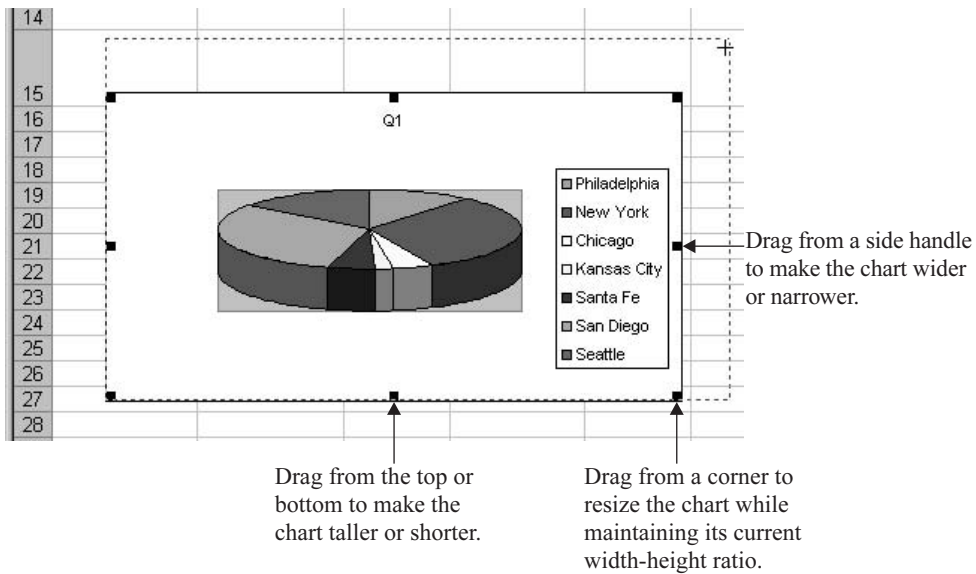 14
15
16
17
18
19
20
21
22
23
24
25
26
27
28
Q1
Philadelphia
New York
Chicago
Kansas City
Santa Fe
San Diego
Seattle
Drag from a side handle
to make the chart wider
or narrower.
Drag from the top or
bottom to make the
chart taller or shorter.
Drag from a corner to
resize the chart while
maintaining its current
width-height ratio.